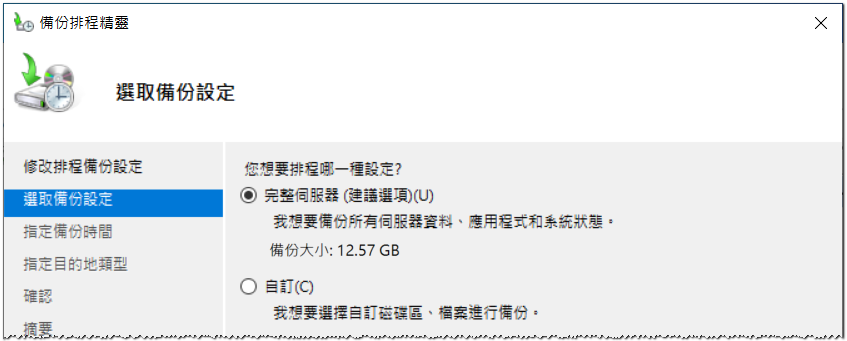 備份排程精靈
選取備份設定
修改排程備份設定
選取備份設定
指定備份時間
指定目的地類型
確認
摘要
您想要排程哪一種設定?
完整伺服器 (建議選項)(U)
我想要備份所有伺服器資料、應用程式和系統狀態。
備份大小: 12.57 GB
自訂(C)
我想要選擇自訂磁碟區、檔案進行備份。